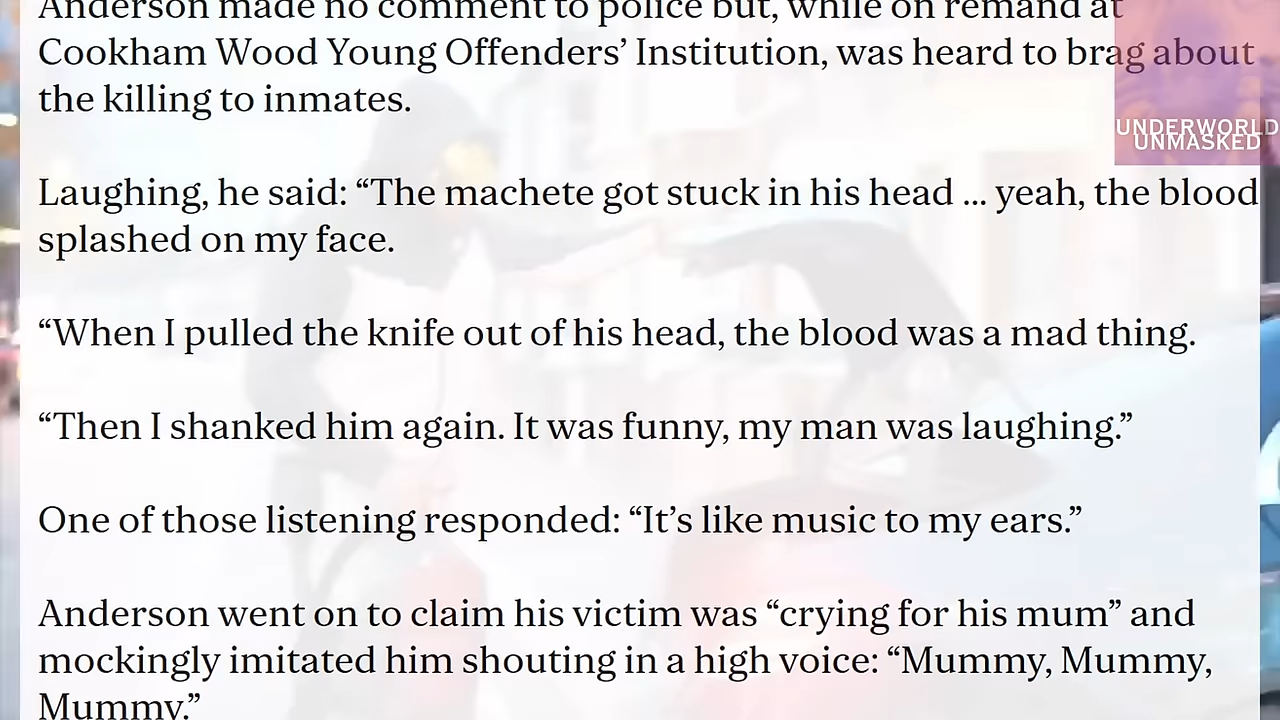 Anderson made no comment to police but, while on remand at
Cookham Wood Young Offenders’ Institution, was heard to brag about
the killing to inmates.
UNDERWORLD
UNMASKED
Laughing, he said: “The machete got stuck in his head ... yeah, the blood
splashed on my face.
“When I pulled the knife out of his head, the blood was a mad thing.
“Then I shanked him again. It was funny, my man was laughing.”
One of those listening responded: “It’s like music to my ears.”
Anderson went on to claim his victim was “crying for his mum” and
mockingly imitated him shouting in a high voice: “Mummy, Mummy,
Mummy.”